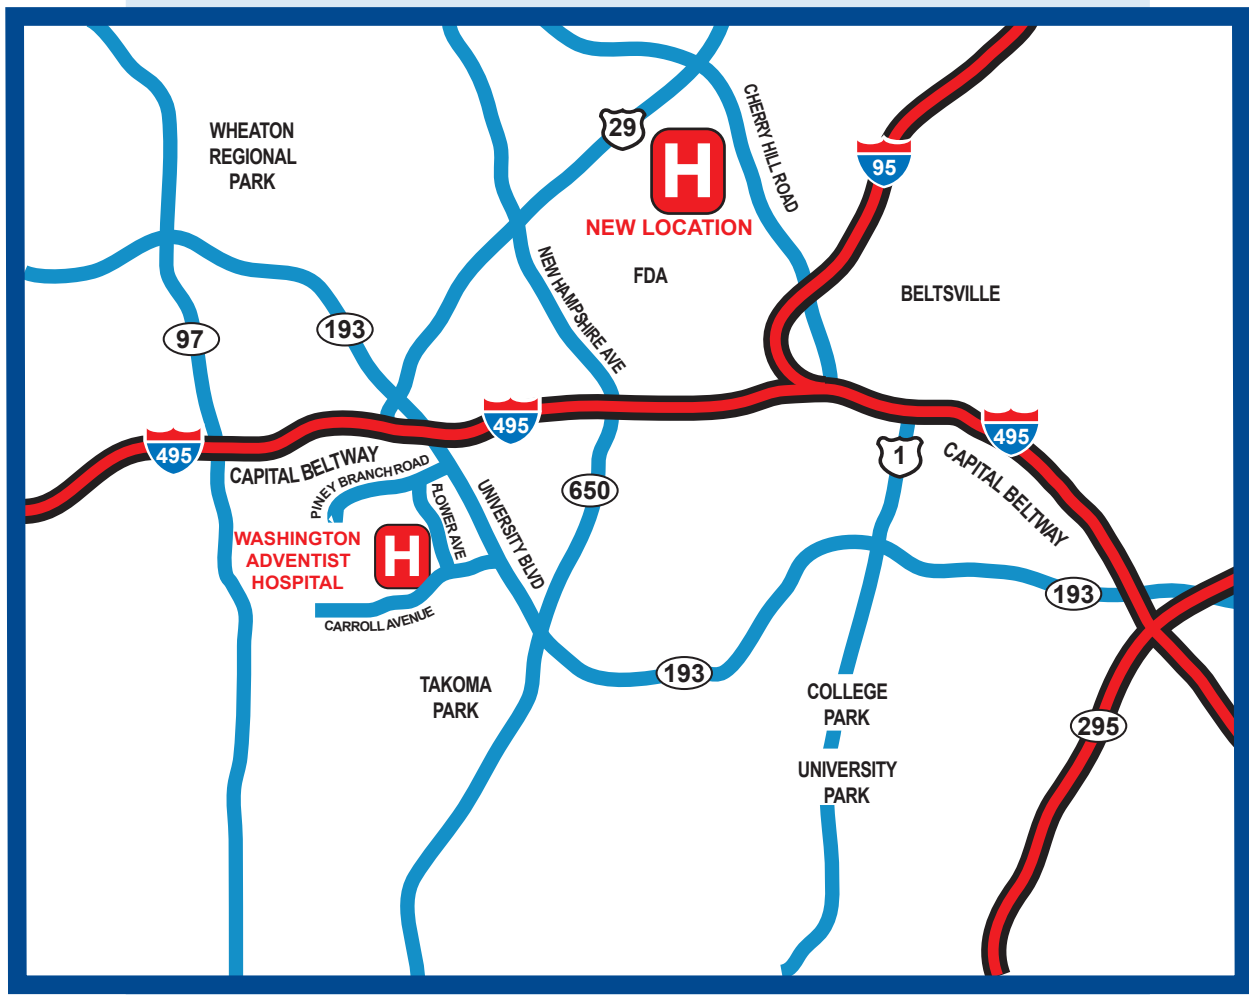 29
CHERRY HILL ROAD
WHEATON
REGIONAL
PARK
95
H
NEW LOCATION
NEW HAMPSHIRE AVE
FDA
BELTSVILLE
97
193
495
495
495
1
CAPITAL BELTWAY
CAPITAL BELTWAY
PINEY BRANCH ROAD
FLOWER AVE
UNIVERSITY BLVD
650
WASHINGTON
ADVENTIST
HOSPITAL
H
CARROLL AVENUE
193
193
TAKOMA
PARK
COLLEGE
PARK
295
UNIVERSITY
PARK